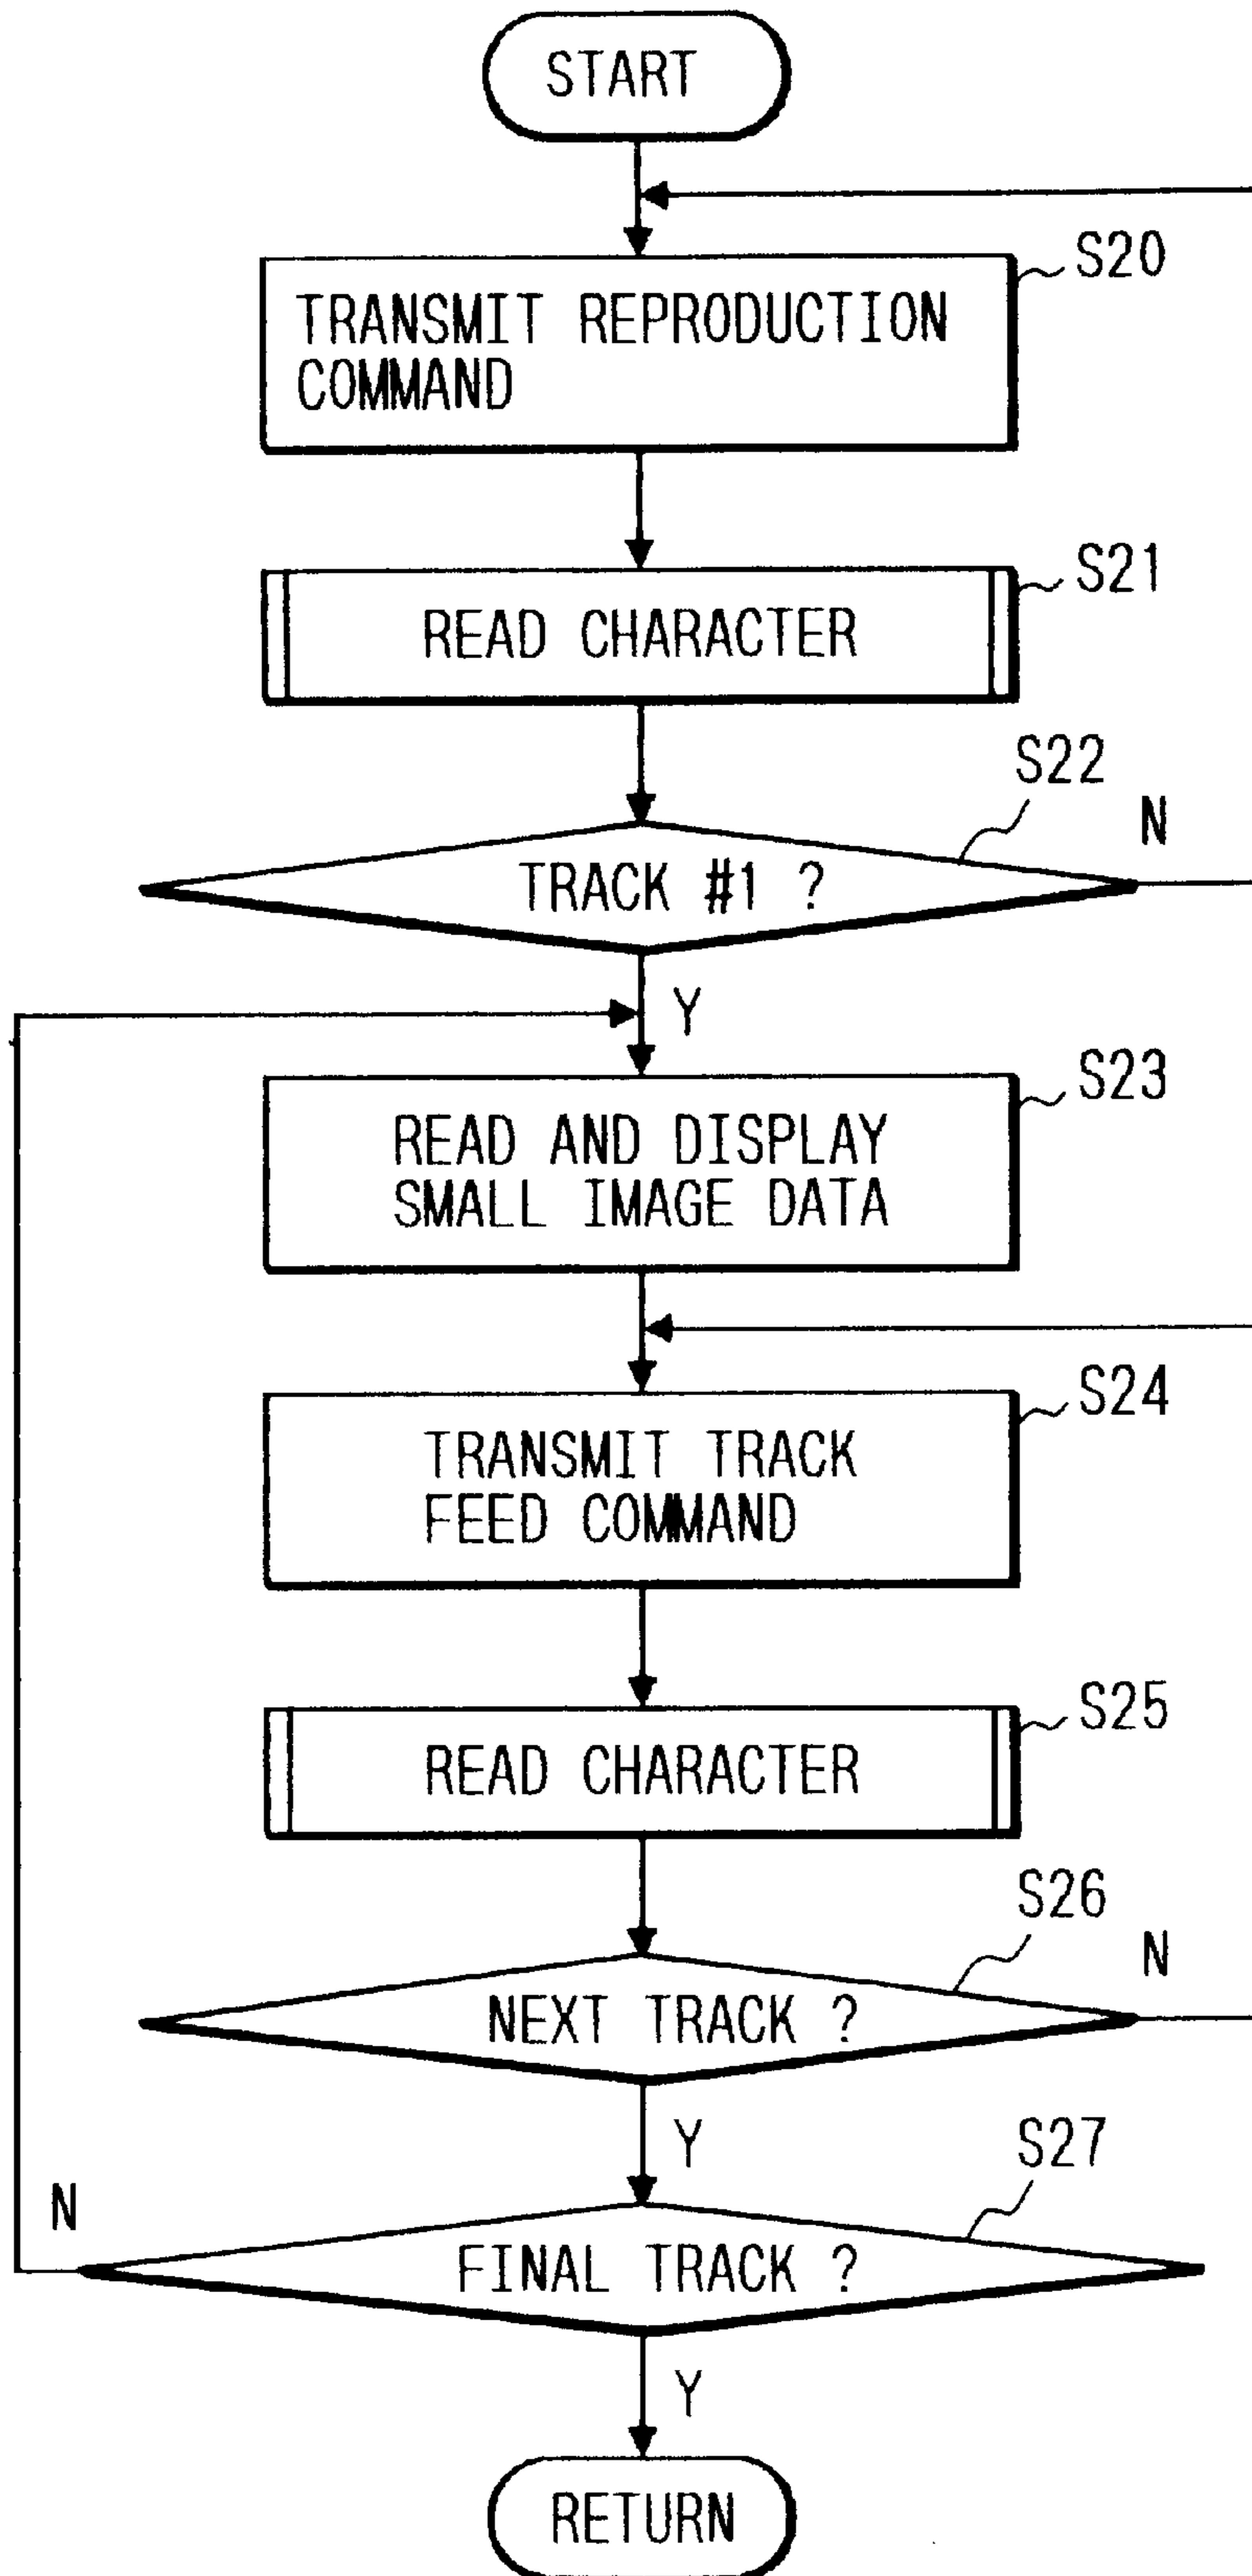 START
S20
TRANSMIT REPRODUCTION
COMMAND
S21
READ CHARACTER
S22
N
TRACK #1 ?
Y
S23
READ AND DISPLAY
SMALL IMAGE DATA
S24
TRANSMIT TRACK
FEED COMMAND
S25
READ CHARACTER
S26
N
NEXT TRACK ?
Y
S27
N
FINAL TRACK ?
Y
RETURN